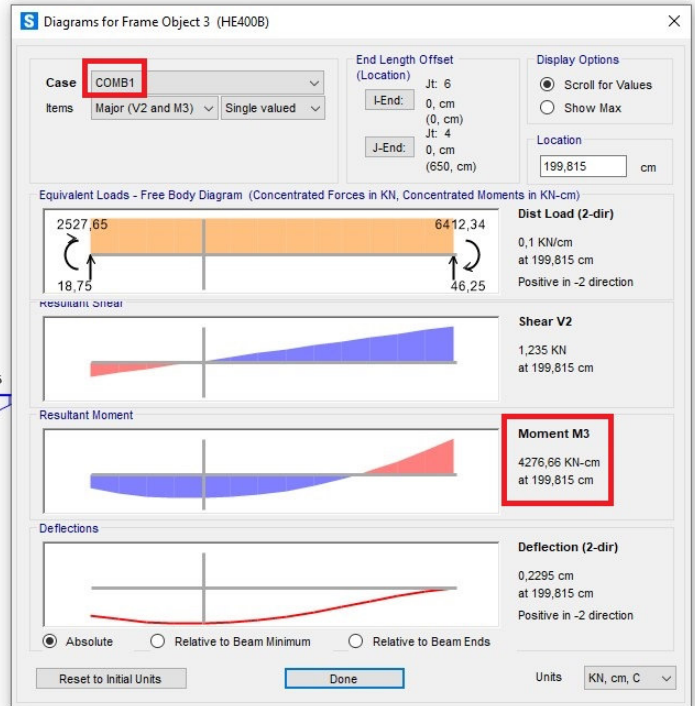 S Diagrams for Frame Object 3 (HE400B)
Case COMB1
Items Major (V2 and M3) Single valued
End Length Offset
(Location)
Jt: 6
I-End: 0, cm
(0, cm)
Jt: 4
J-End: 0, cm
(650, cm)
Display Options
Scroll for Values
Show Max
Location
199,815 cm
Equivalent Loads - Free Body Diagram (Concentrated Forces in KN, Concentrated Moments in KN-cm)
2527,65 6412,34
18,75 46,25
Dist Load (2-dir)
0,1 KN/cm
at 199,815 cm
Positive in -2 direction
Resultant Shear
Shear V2
1,235 KN
at 199,815 cm
Resultant Moment
Moment M3
4276,66 KN-cm
at 199,815 cm
Deflections
Deflection (2-dir)
0,2295 cm
at 199,815 cm
Positive in -2 direction
Absolute Relative to Beam Minimum Relative to Beam Ends
Reset to Initial Units Done Units KN, cm, C